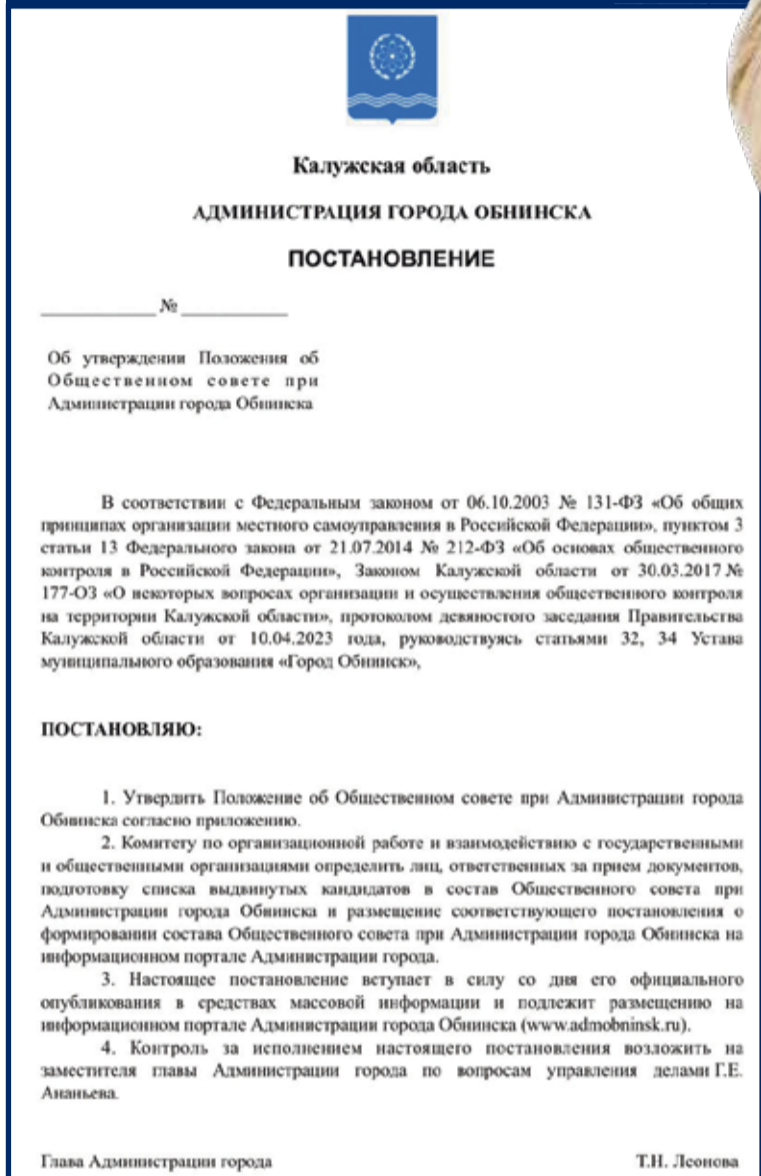 Калужская область
АДМИНИСТРАЦИЯ ГОРОДА ОБНИНСКА
ПОСТАНОВЛЕНИЕ
____________ № ___________
Об утверждении Положения об
Общественном совете при
Администрации города Обнинска
В соответствии с Федеральным законом от 06.10.2003 № 131-ФЗ «Об общих
принципах организации местного самоуправления в Российской Федерации», пунктом 3
статьи 13 Федерального закона от 21.07.2014 № 212-ФЗ «Об основах общественного
контроля в Российской Федерации», Законом Калужской области от 30.03.2017 №
177-ОЗ «О некоторых вопросах организации и осуществления общественного контроля
на территории Калужской области», протоколом девяностого заседания Правительства
Калужской области от 10.04.2023 года, руководствуясь статьями 32, 34 Устава
муниципального образования «Город Обнинск»,
ПОСТАНОВЛЯЮ:
1. Утвердить Положение об Общественном совете при Администрации города
Обнинска согласно приложению.
2. Комитету по организационной работе и взаимодействию с государственными
и общественными организациями определить лиц, ответственных за прием документов,
подготовку списка выдвинутых кандидатов в состав Общественного совета при
Администрации города Обнинска и размещение соответствующего постановления о
формировании состава Общественного совета при Администрации города Обнинска на
информационном портале Администрации города.
3. Настоящее постановление вступает в силу со дня его официального
опубликования в средствах массовой информации и подлежит размещению на
информационном портале Администрации города Обнинска (www.admobninsk.ru).
4. Контроль за исполнением настоящего постановления возложить на
заместителя главы Администрации города по вопросам управления делами Г.Е.
Ананьева.
Глава Администрации города Т.Н. Леонова